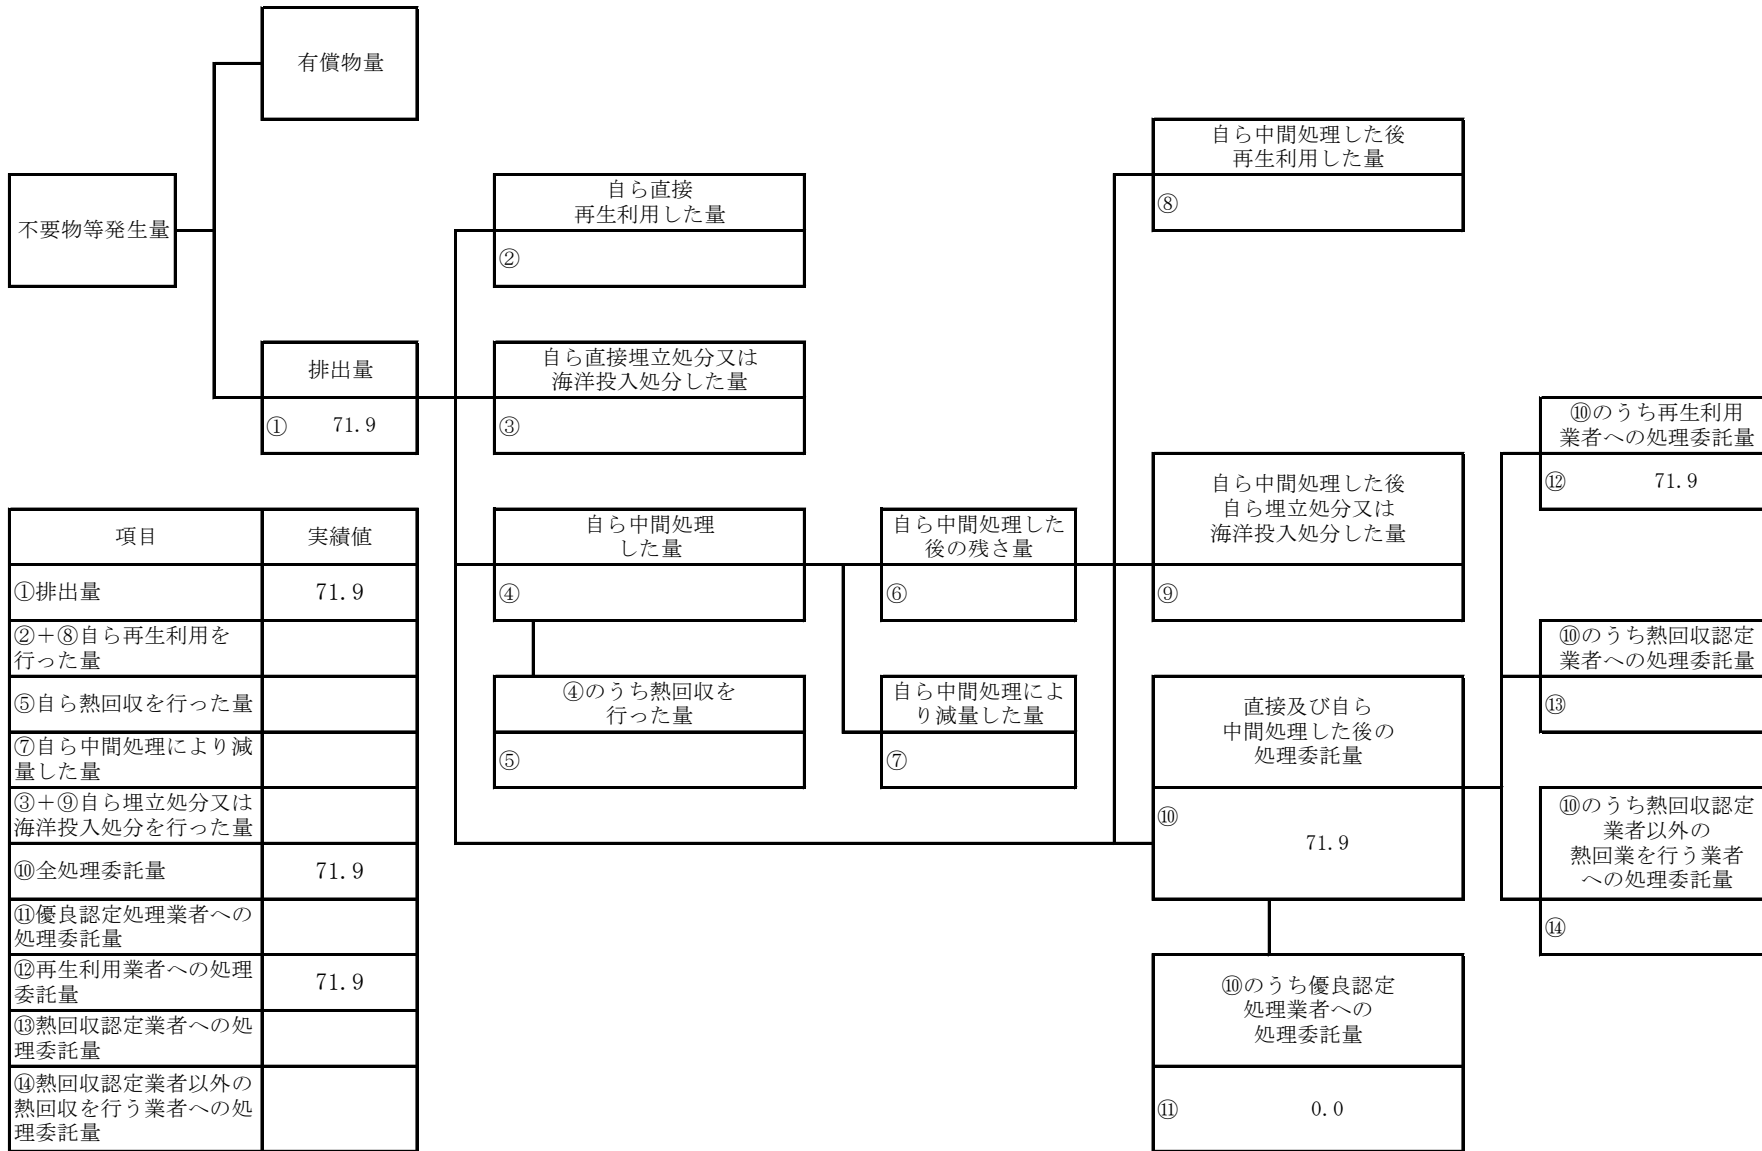 有償物量
不要物等発生量
排出量
① 71.9
自ら直接
再生利用した量
②
自ら直接埋立処分又は
海洋投入処分した量
③
自ら中間処理
した量
④
④のうち熱回収を
行った量
⑤
自ら中間処理した
後の残さ量
⑥
自ら中間処理によ
り減量した量
⑦
自ら中間処理した後
再生利用した量
⑧
自ら中間処理した後
自ら埋立処分又は
海洋投入処分した量
⑨
直接及び自ら
中間処理した後の
処理委託量
⑩
71.9
⑩のうち優良認定
処理業者への
処理委託量
⑪ 0.0
⑩のうち再生利用
業者への処理委託量
⑫ 71.9
⑩のうち熱回収認定
業者への処理委託量
⑬
⑩のうち熱回収認定
業者以外の
熱回業を行う業者
への処理委託量
⑭
項目 実績値
①排出量 71.9
②＋⑧自ら再生利用を
行った量
⑤自ら熱回収を行った量
⑦自ら中間処理により減
量した量
③＋⑨自ら埋立処分又は
海洋投入処分を行った量
⑩全処理委託量 71.9
⑪優良認定処理業者への
処理委託量
⑫再生利用業者への処理
委託量 71.9
⑬熱回収認定業者への処
理委託量
⑭熱回収認定業者以外の
熱回収を行う業者への処
理委託量